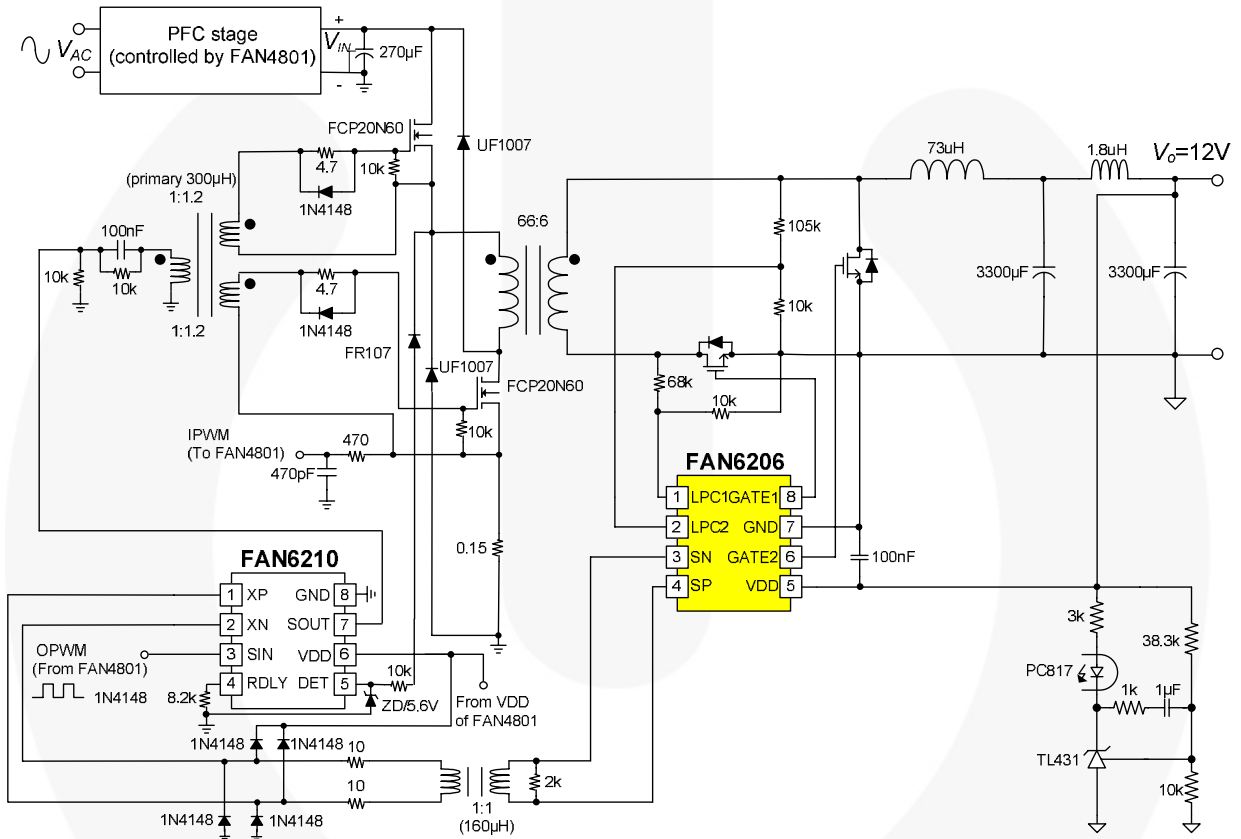 PFC stage
(controlled by FAN4801)
VAC
+
VIN
-
270µF
FCP20N60
UF1007
4.7
10k
1N4148
(primary 300µH)
1:1.2
100nF
10k
10k
1:1.2
4.7
1N4148
FR107
UF1007
FCP20N60
10k
66:6
73uH
1.8uH
Vo=12V
105k
10k
3300µF
3300µF
68k
10k
IPWM
(To FAN4801)
470
470pF
0.15
FAN6206
1 LPC1 GATE1 8
2 LPC2 GND 7
3 SN GATE2 6
4 SP VDD 5
100nF
FAN6210
1 XP GND 8
2 XN SOUT 7
3 SIN VDD 6
4 RDLY DET 5
OPWM
(From FAN4801)
1N4148
8.2k
10k
ZD/5.6V
From VDD
of FAN4801
1N4148
1N4148
10
10
1N4148
1N4148
1:1
(160µH)
2k
3k
38.3k
PC817
1k
1µF
TL431
10k